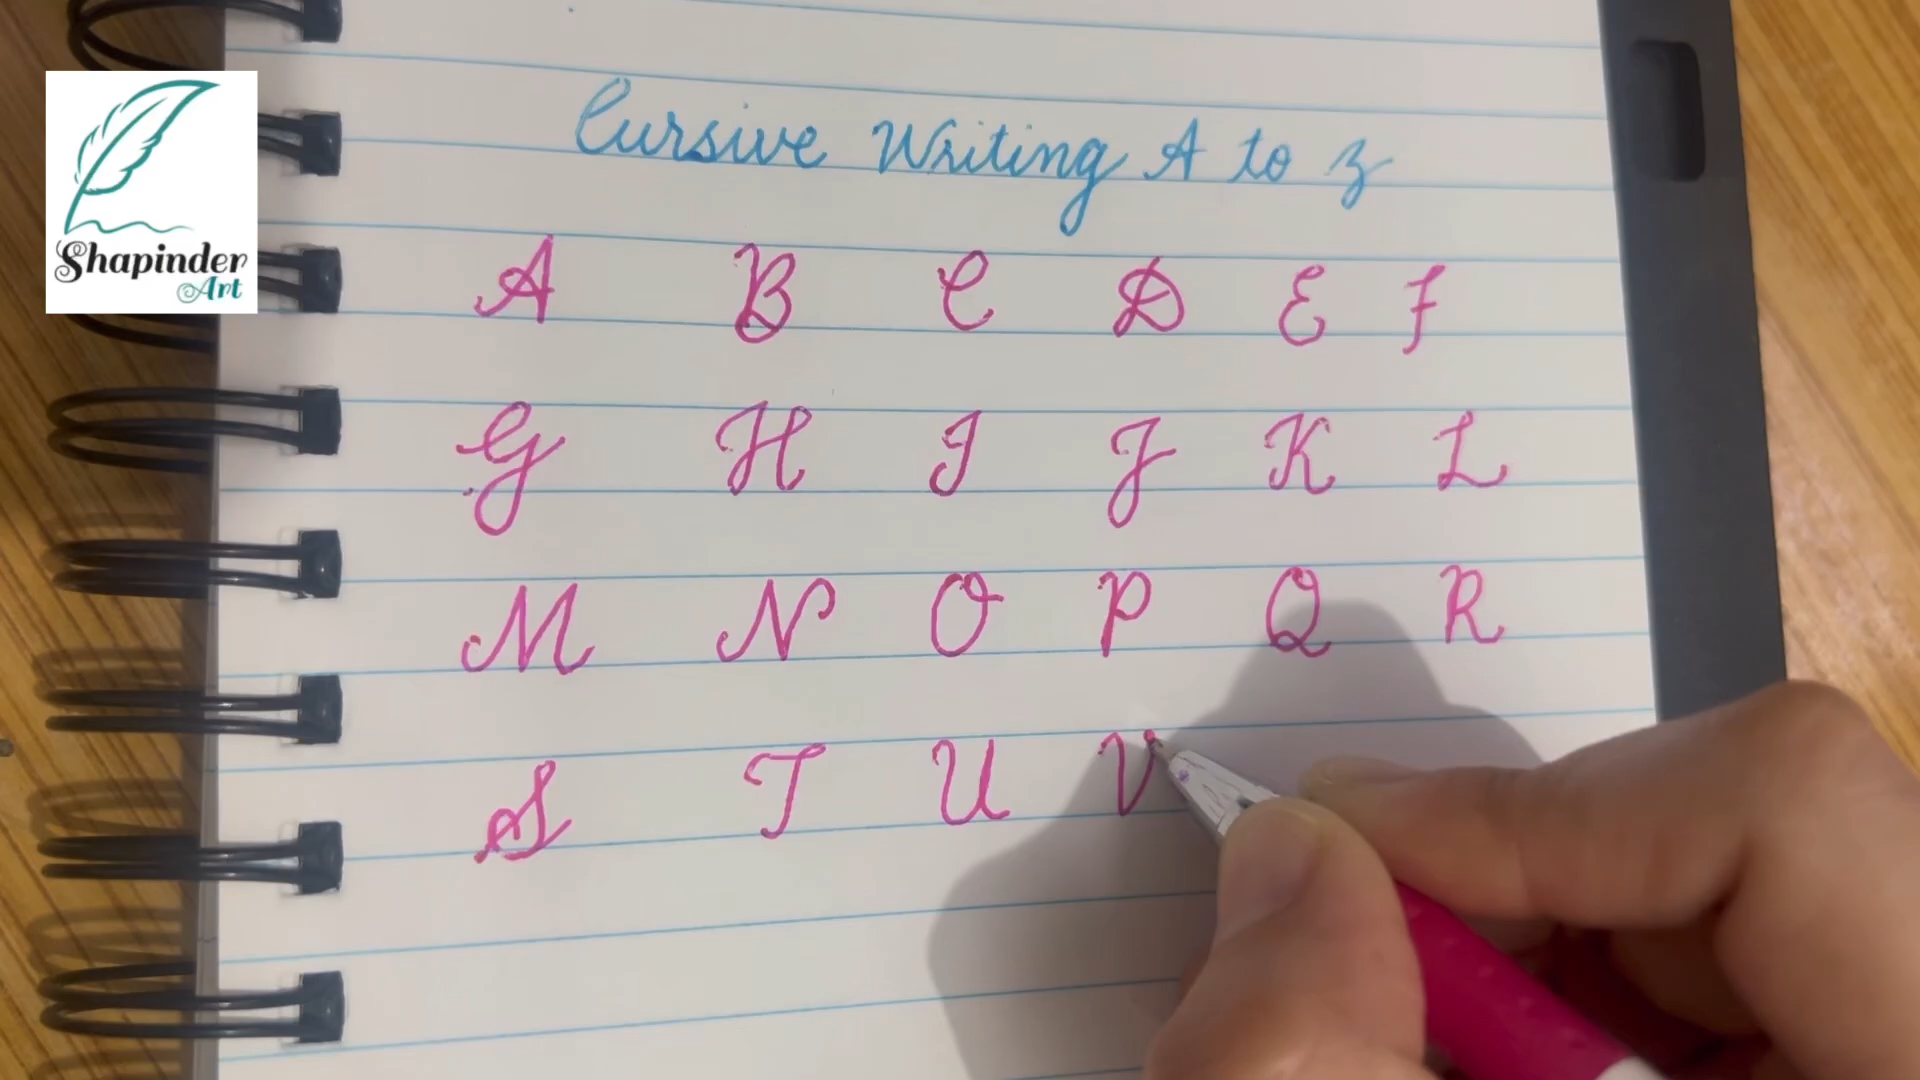 Shapinder
Art
Cursive Writing A to z
A B C D E F
G H I J K L
M N O P Q R
S T U V